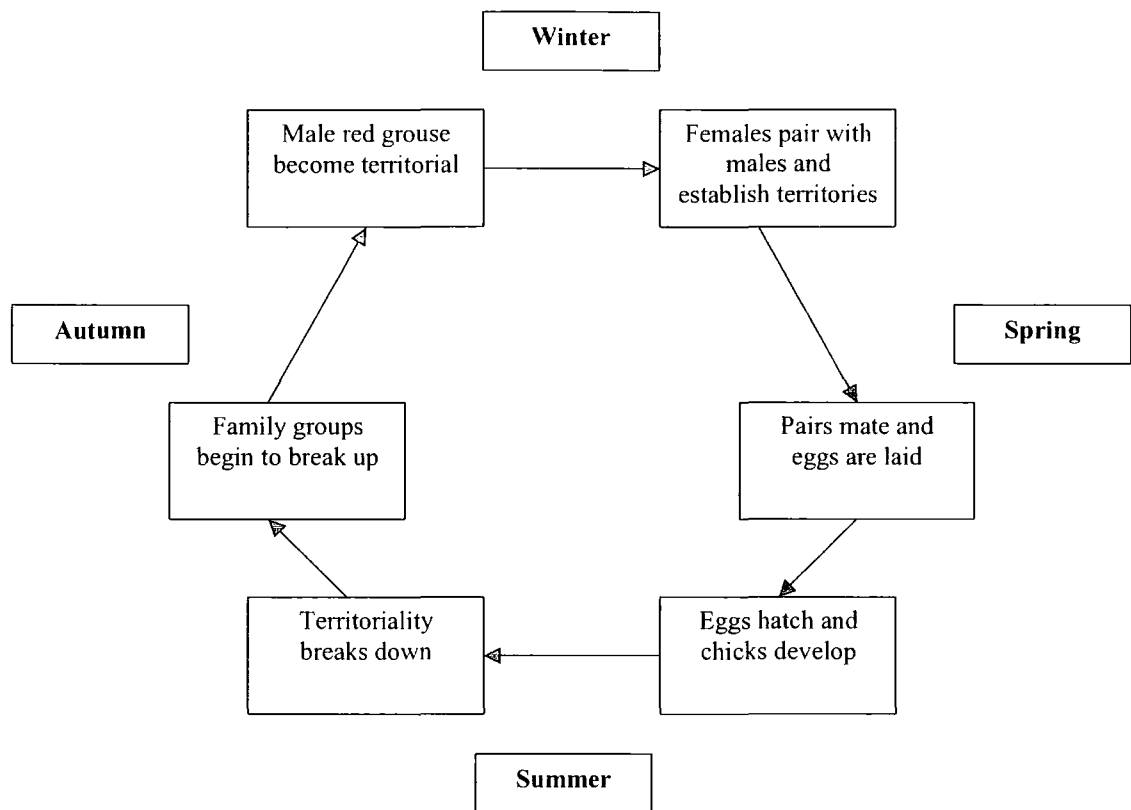 Winter
Male red grouse
become territorial
Females pair with
males and
establish territories
Autumn
Spring
Family groups
begin to break up
Pairs mate and
eggs are laid
Territoriality
breaks down
Eggs hatch and
chicks develop
Summer